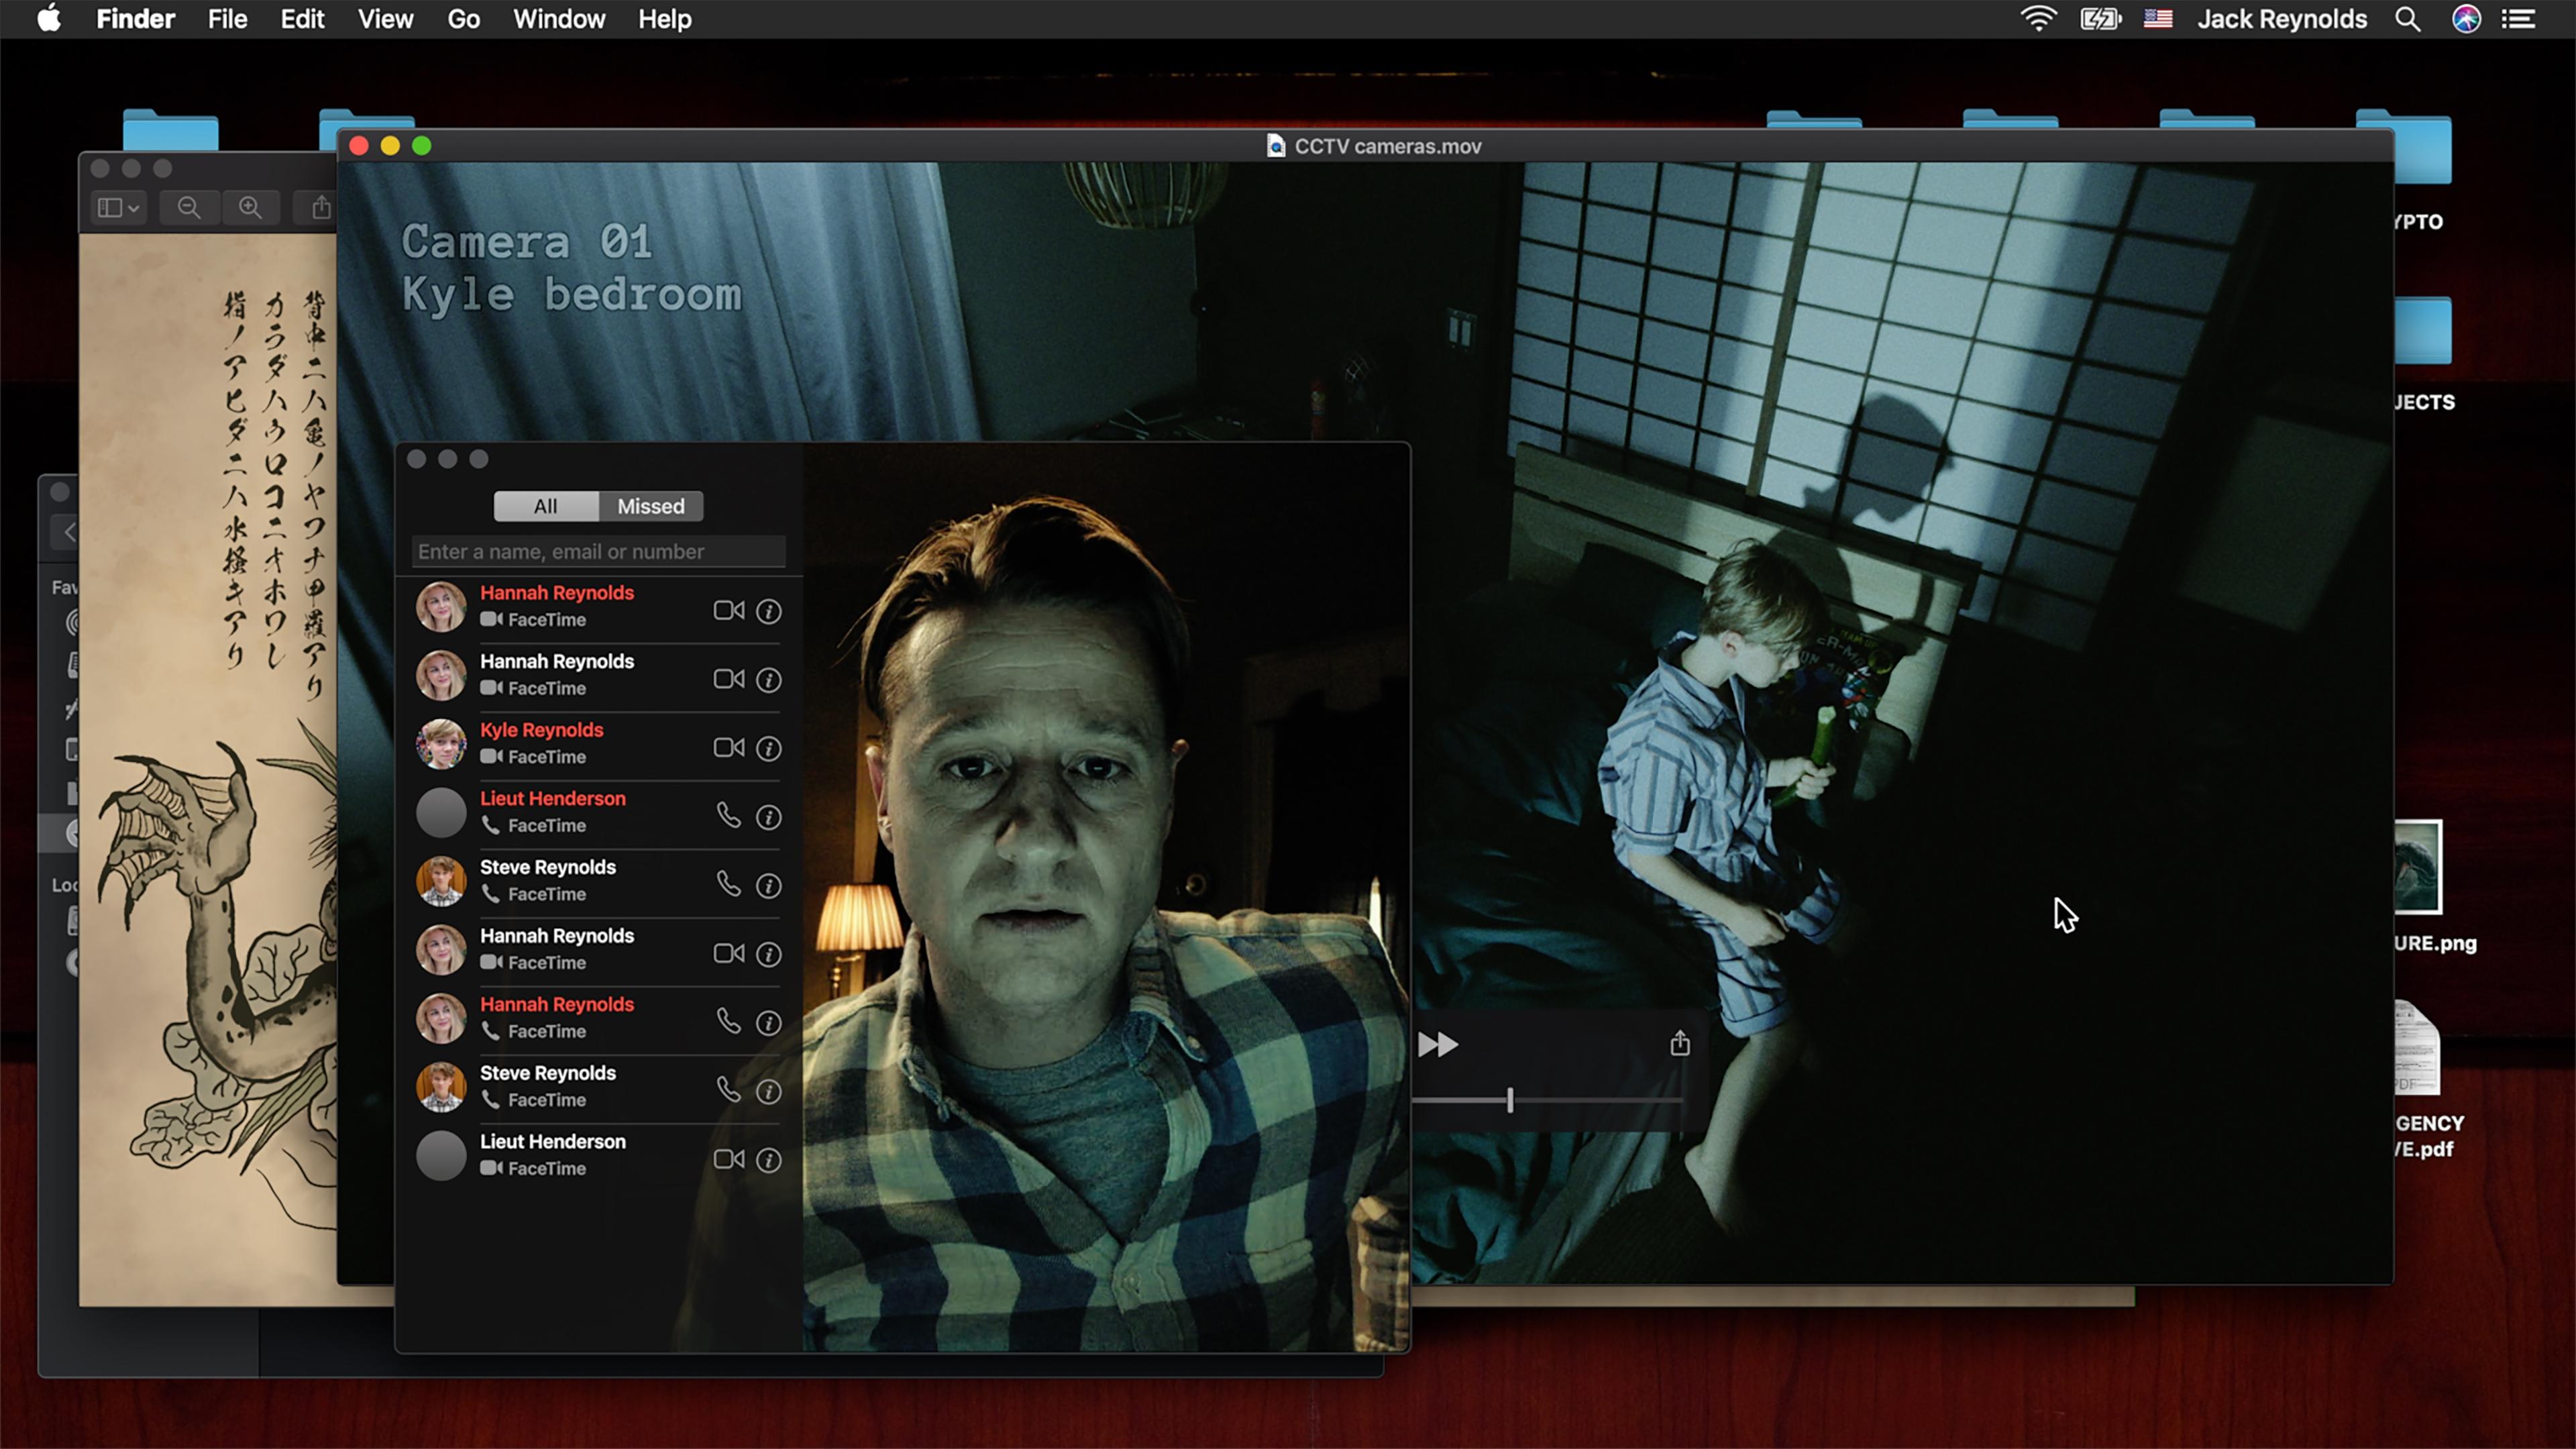 Finder File Edit View Go Window Help Jack Reynolds
CCTV cameras.mov
背中ニハ亀ノヤフナ甲羅アリ
カラダハウロコニオホワレ
指ノアヒダニハ水掻キアリ
Camera 01
Kyle bedroom
All Missed
Enter a name, email or number
Hannah Reynolds
FaceTime
Hannah Reynolds
FaceTime
Kyle Reynolds
FaceTime
Lieut Henderson
FaceTime
Steve Reynolds
FaceTime
Hannah Reynolds
FaceTime
Hannah Reynolds
FaceTime
Steve Reynolds
FaceTime
Lieut Henderson
FaceTime
Fav
Loc
YPTO
JECTS
URE.png
PDF
GENCY
VE.pdf